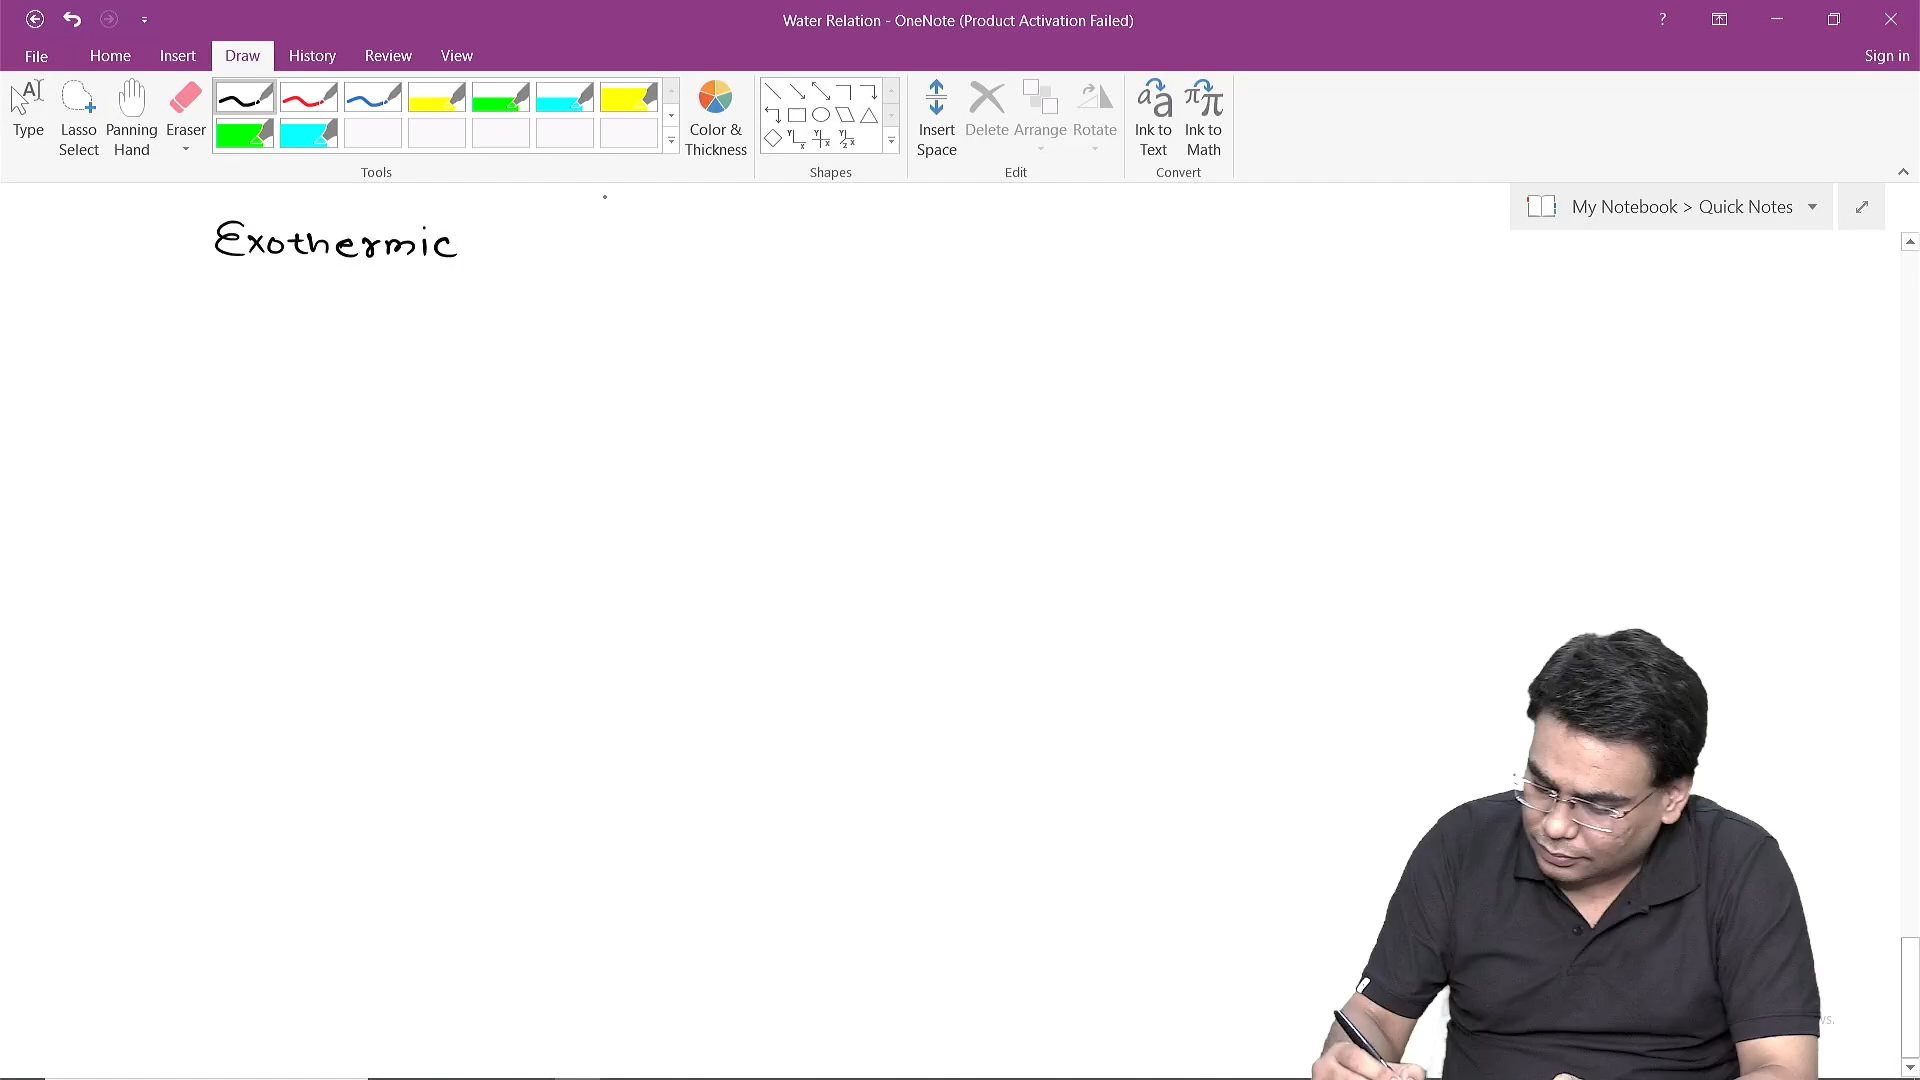 Water Relation - OneNote (Product Activation Failed)
?
File Home Insert Draw History Review View
Sign in
Type
Lasso Select
Panning Hand
Eraser
Color & Thickness
Insert Space
Delete
Arrange
Rotate
Ink to Text
Ink to Math
Tools
Shapes
Edit
Convert
My Notebook > Quick Notes
Exothermic